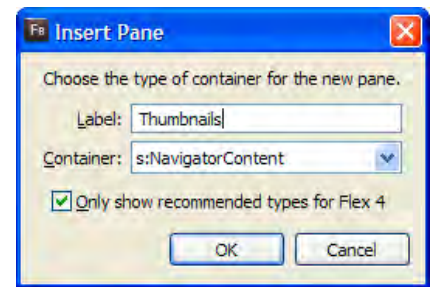 FB Insert Pane
Choose the type of container for the new pane.
Label: Thumbnails
Container: s:NavigatorContent
Only show recommended types for Flex 4
OK Cancel